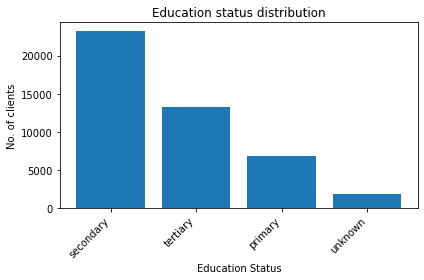 Education status distribution
No. of clients
20000
15000
10000
5000
0
secondary
tertiary
primary
unknown
Education Status